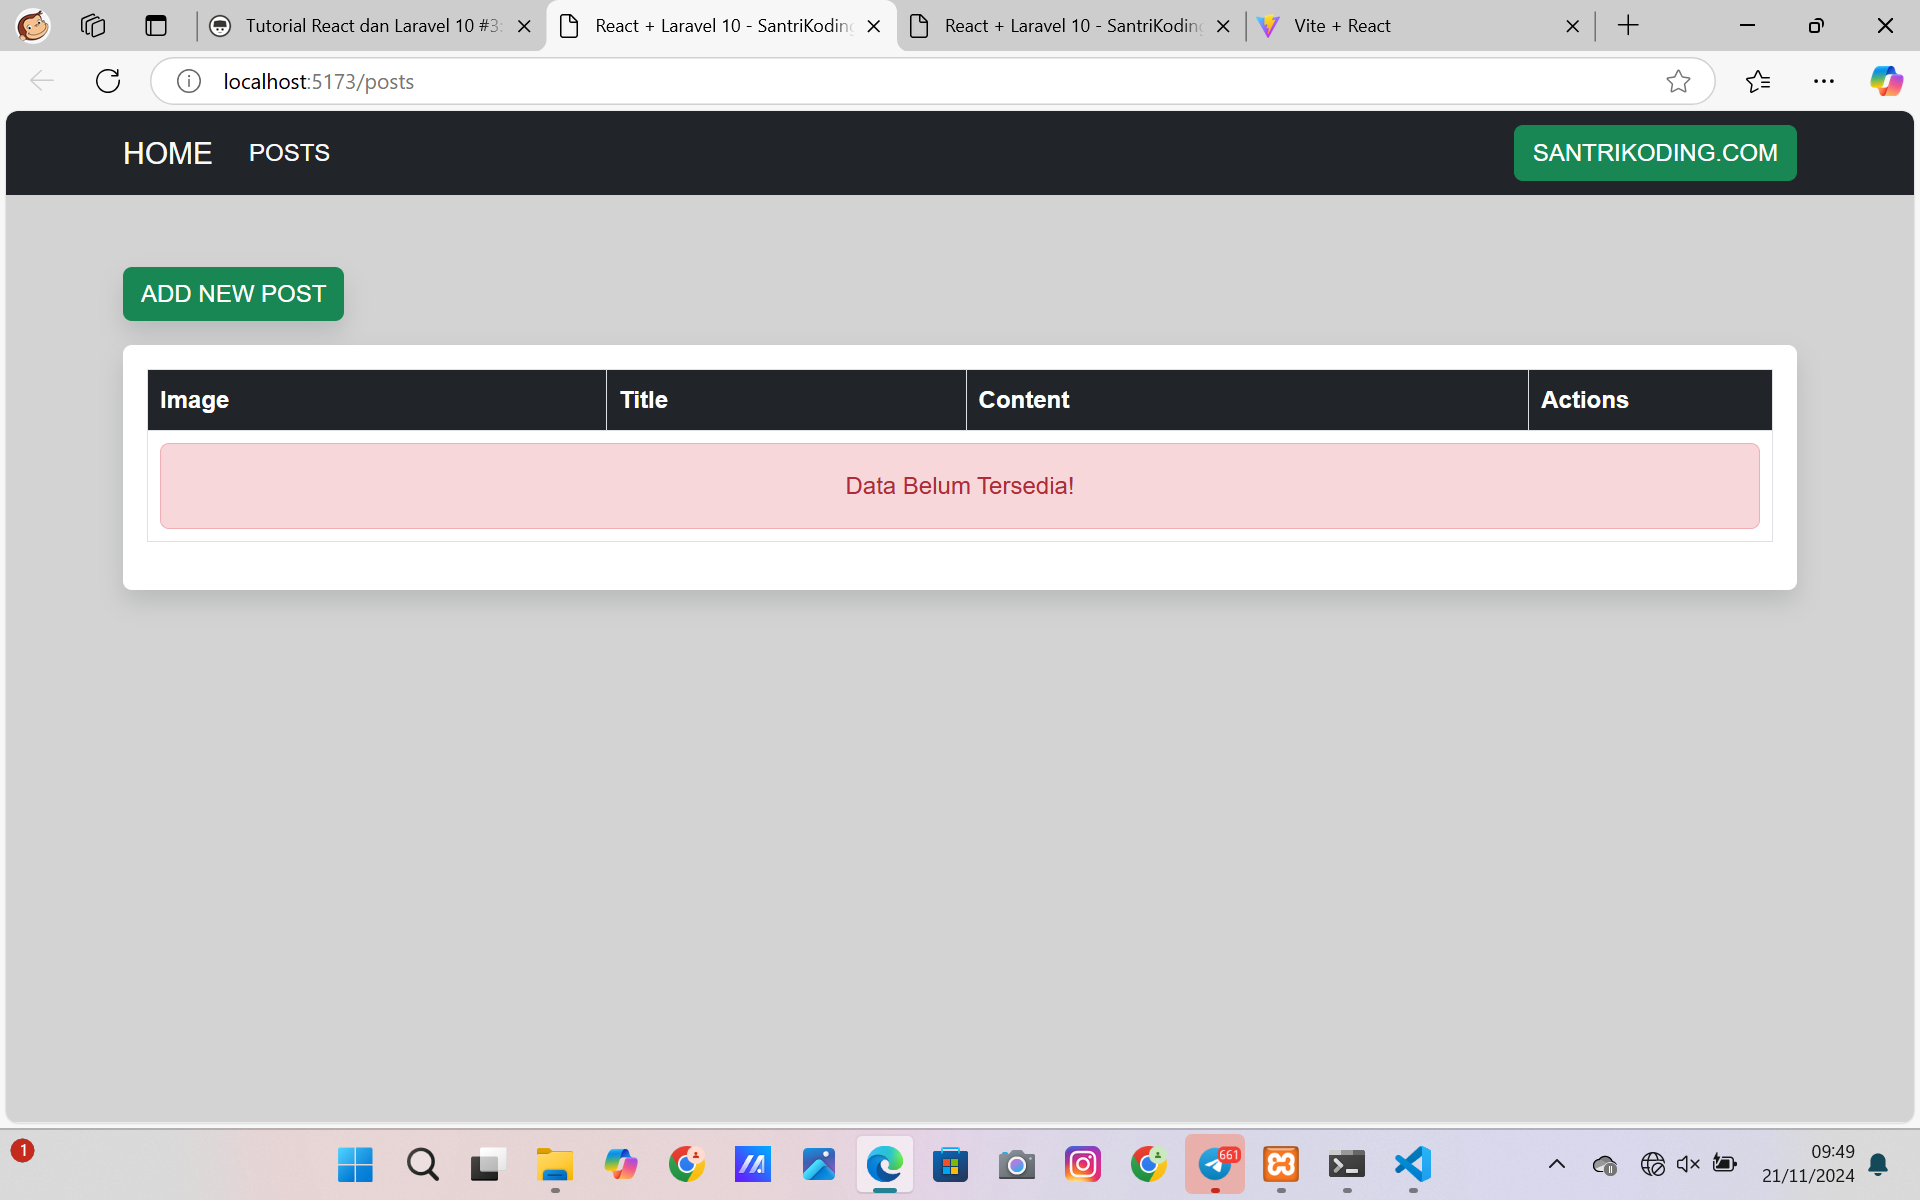 Tutorial React dan Laravel 10 #3:
React + Laravel 10 - SantriKoding
React + Laravel 10 - SantriKoding
Vite + React
localhost:5173/posts
HOME
POSTS
SANTRIKODING.COM
ADD NEW POST
Image
Title
Content
Actions
Data Belum Tersedia!
1
661
09:49
21/11/2024